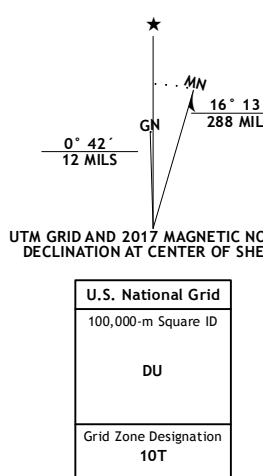 ★
MN
GN
16° 13
288 MIL
0° 42´
12 MILS
UTM GRID AND 2017 MAGNETIC NO
DECLINATION AT CENTER OF SHE
U.S. National Grid
100,000-m Square ID
DU
Grid Zone Designation
10T